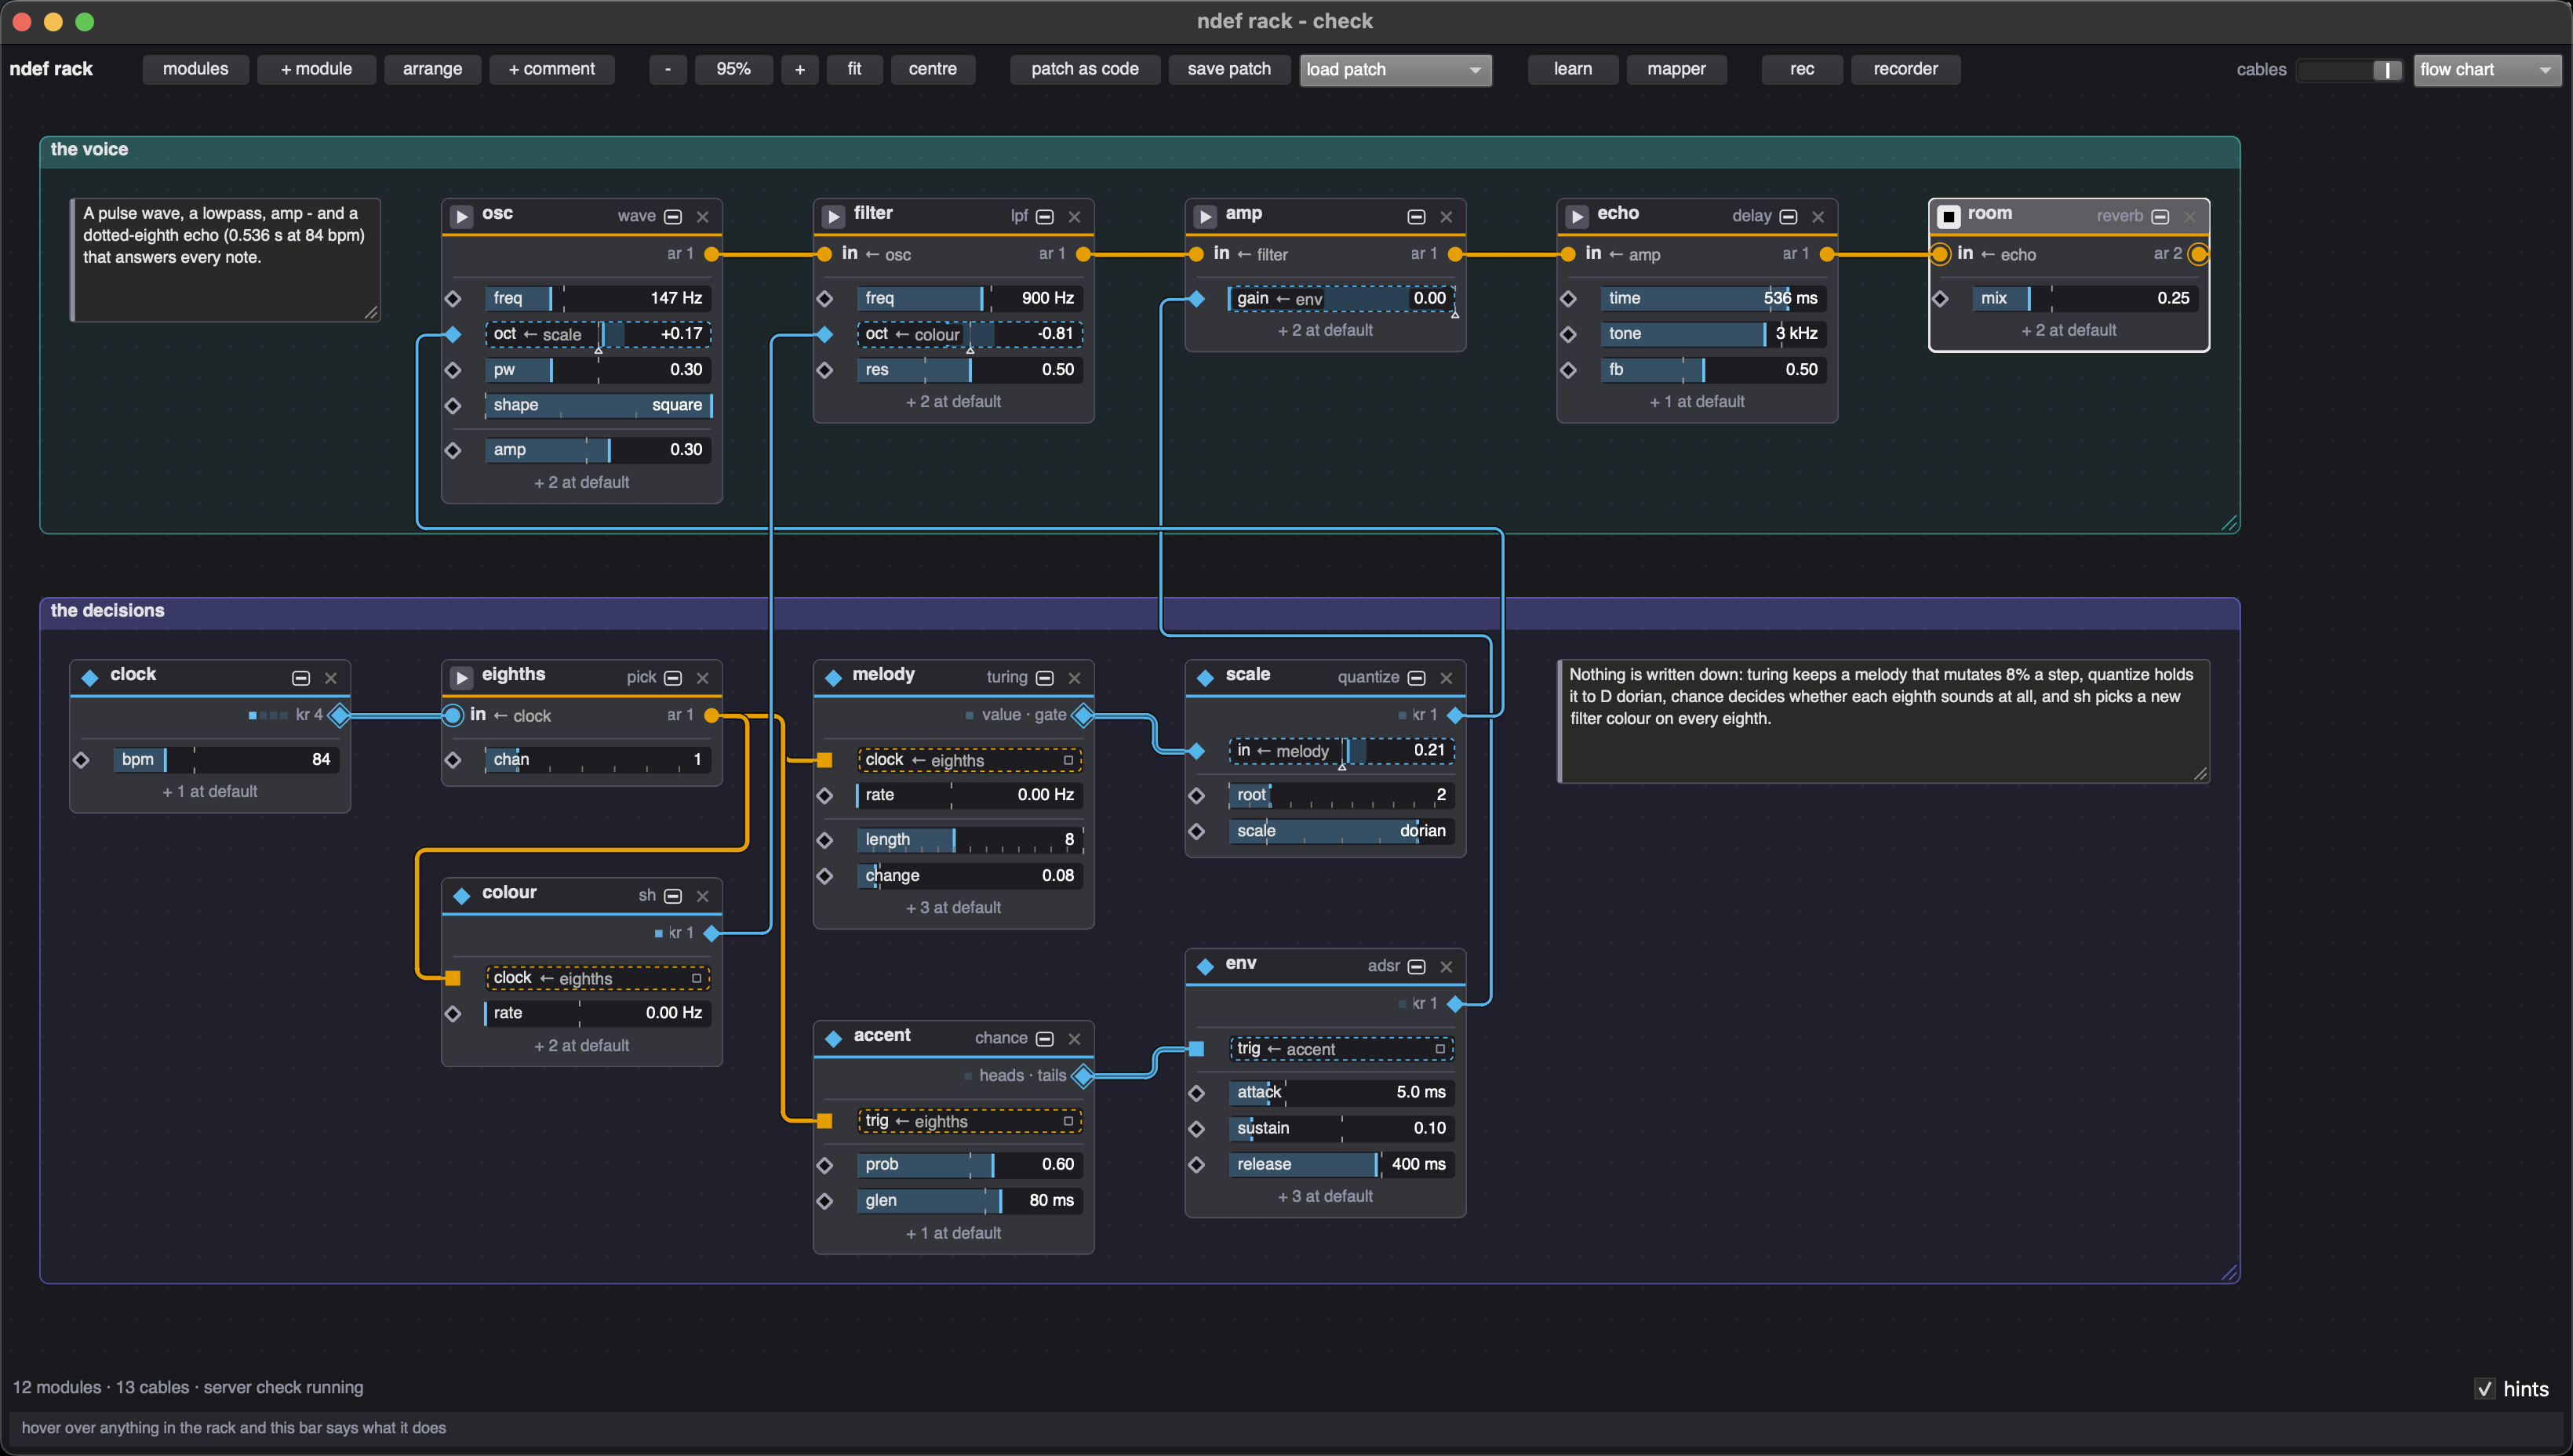 ndef rack - check
ndef rack modules + module arrange + comment - 95% + fit centre patch as code save patch load patch learn mapper rec recorder cables flow chart
the voice
A pulse wave, a lowpass, amp - and a
dotted-eighth echo (0.536 s at 84 bpm)
that answers every note.
osc wave
ar 1
freq 147 Hz
oct ← scale +0.17
pw 0.30
shape square
amp 0.30
+ 2 at default
filter lpf
in ← osc ar 1
freq 900 Hz
oct ← colour -0.81
res 0.50
+ 2 at default
amp
in ← filter ar 1
gain ← env 0.00
+ 2 at default
echo delay
in ← amp ar 1
time 536 ms
tone 3 kHz
fb 0.50
+ 1 at default
room reverb
in ← echo ar 2
mix 0.25
+ 2 at default
the decisions
clock
kr 4
bpm 84
+ 1 at default
eighths pick
in ← clock ar 1
chan 1
colour sh
kr 1
clock ← eighths
rate 0.00 Hz
+ 2 at default
melody turing
value · gate
clock ← eighths
rate 0.00 Hz
length 8
change 0.08
+ 3 at default
accent chance
heads · tails
trig ← eighths
prob 0.60
glen 80 ms
+ 1 at default
scale quantize
kr 1
in ← melody 0.21
root 2
scale dorian
env adsr
kr 1
trig ← accent
attack 5.0 ms
sustain 0.10
release 400 ms
+ 3 at default
Nothing is written down: turing keeps a melody that mutates 8% a step, quantize holds
it to D dorian, chance decides whether each eighth sounds at all, and sh picks a new
filter colour on every eighth.
12 modules · 13 cables · server check running
hints
hover over anything in the rack and this bar says what it does